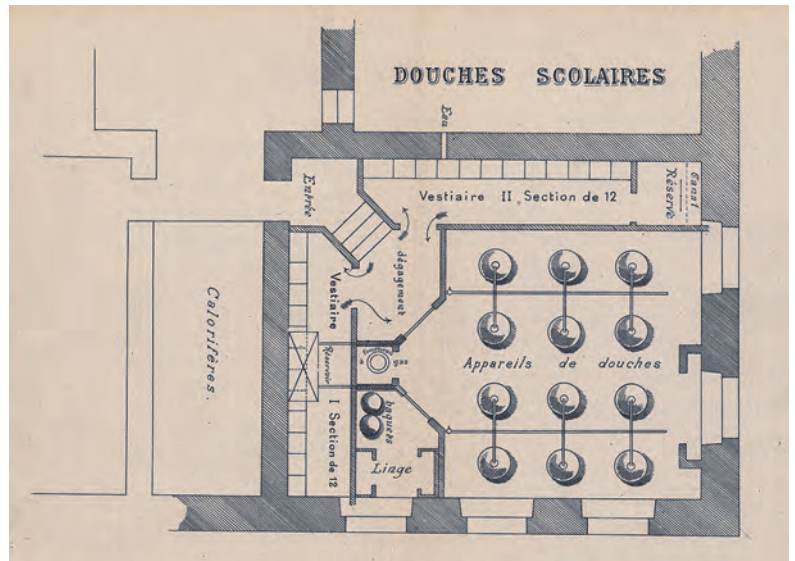 DOUCHES SCOLAIRES
Eau
Entrée
Vestiaire II Section de 12
Canal
Réserve
dégagement
Vestiaire
Calorifères.
Réservoir
à gaz
Appareils de douches
I Section de 12
baquets
Linge